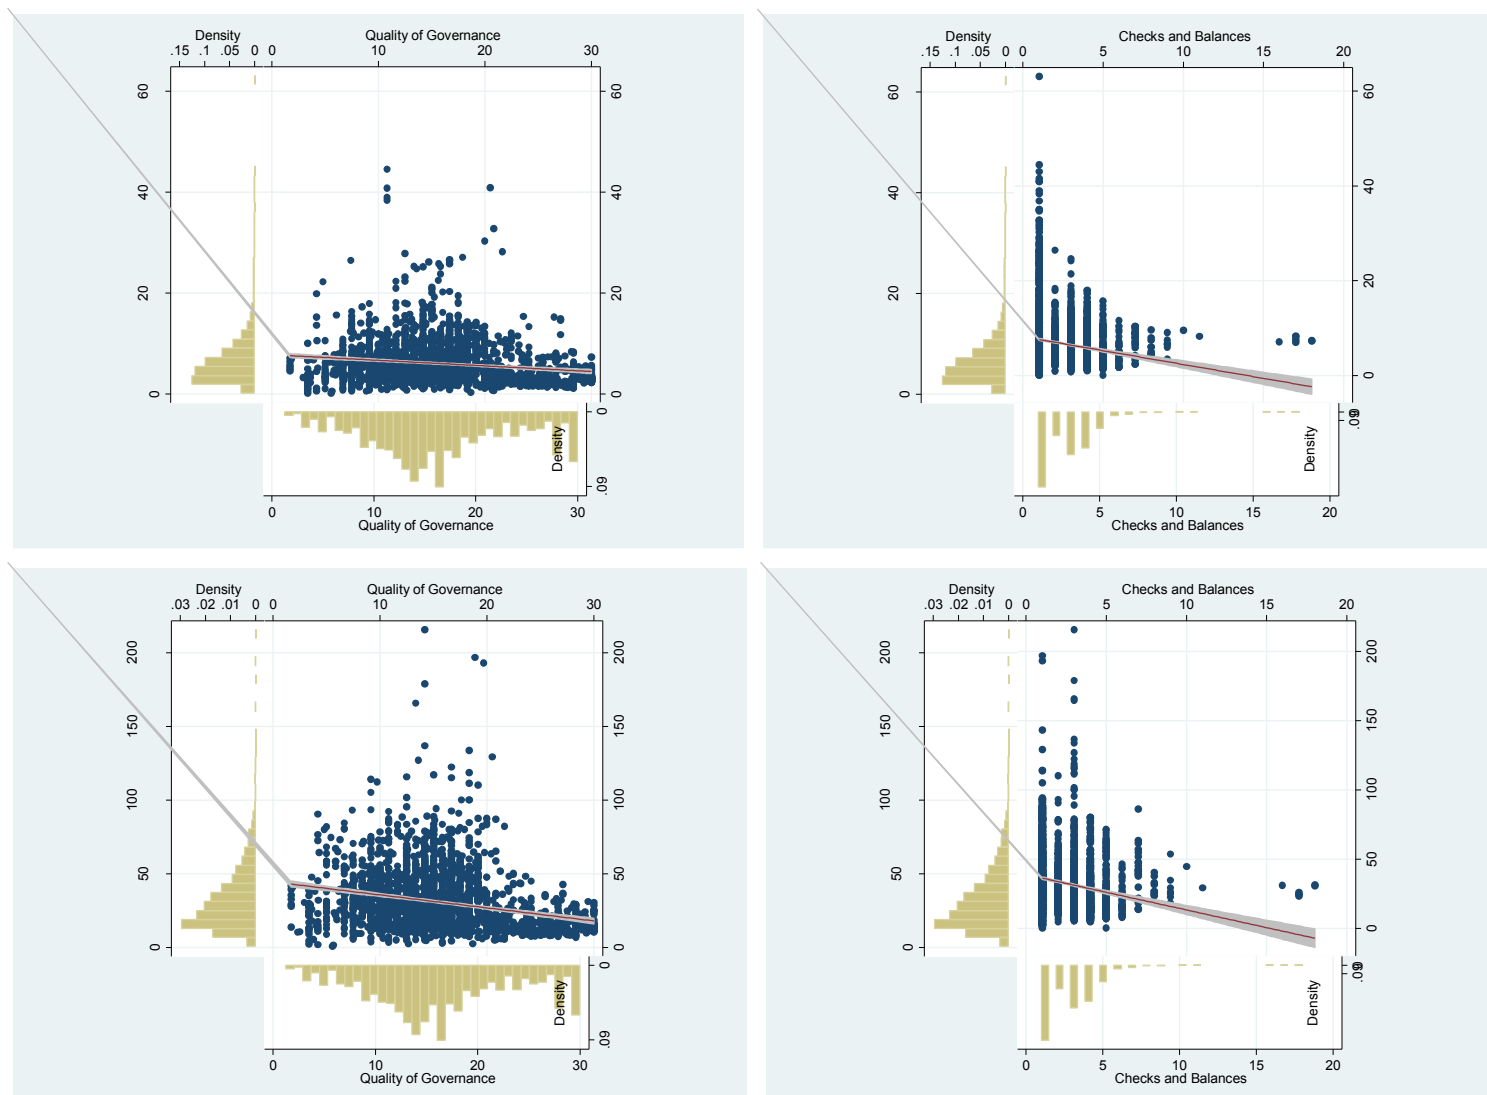 Density Quality of Governance
.15 .1 .05 0 0 10 20 30
60 60
40 40
20 20
0 0
0
Density
.09
0 10 20 30
Quality of Governance
Density Checks and Balances
.15 .1 .05 0 0 5 10 15 20
60 60
40 40
20 20
0 0
.09
Density
0 5 10 15 20
Checks and Balances
Density Quality of Governance
.03 .02 .01 0 0 10 20 30
200 200
150 150
100 100
50 50
0 0
0
Density
.09
0 10 20 30
Quality of Governance
Density Checks and Balances
.03 .02 .01 0 0 5 10 15 20
200 200
150 150
100 100
50 50
0 0
.09
Density
0 5 10 15 20
Checks and Balances